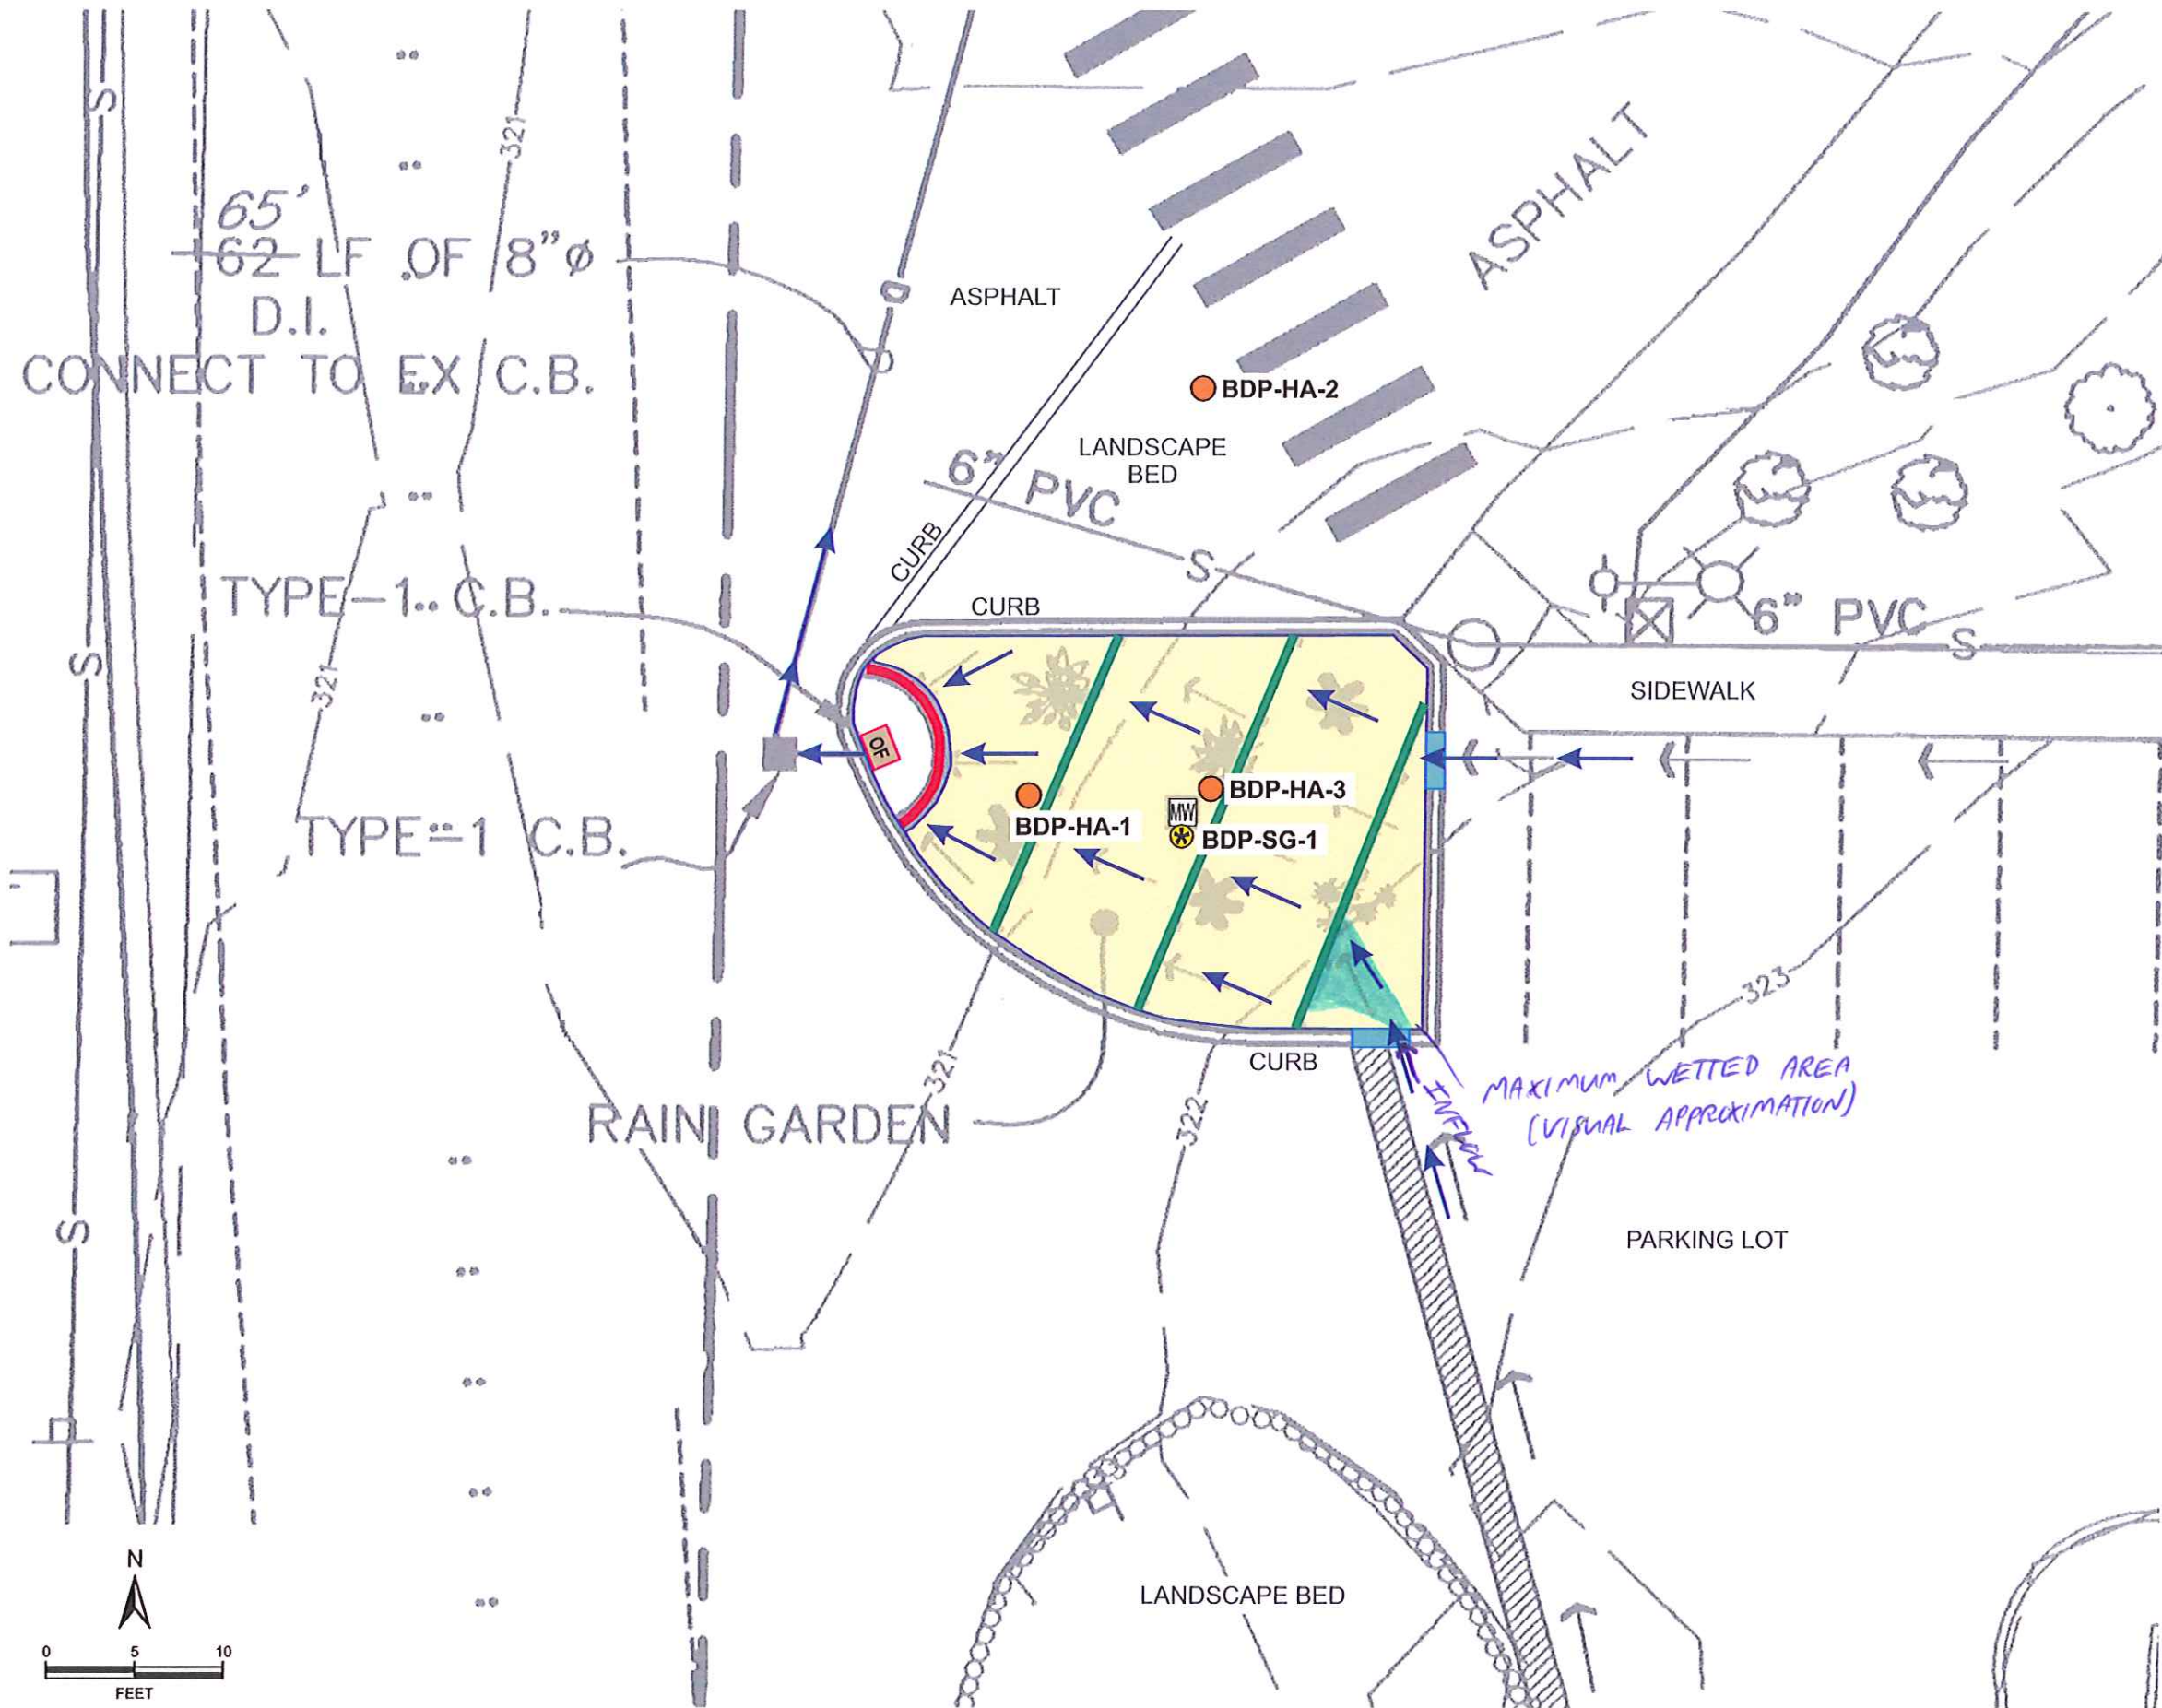 S
321
65'
62 LF OF 8"ø
D.I.
CONNECT TO EX C.B.
D
ASPHALT
ASPHALT
BDP-HA-2
LANDSCAPE
BED
6" PVC
S
CURB
TYPE-1 C.B.
CURB
6" PVC
S
S
321
SIDEWALK
OF
BDP-HA-3
MW
BDP-HA-1
BDP-SG-1
TYPE-1 C.B.
323
CURB
321
322
MAXIMUM WETTED AREA
(VISUAL APPROXIMATION)
INFLOW
RAIN GARDEN
S
PARKING LOT
LANDSCAPE BED
N
0 5 10
FEET